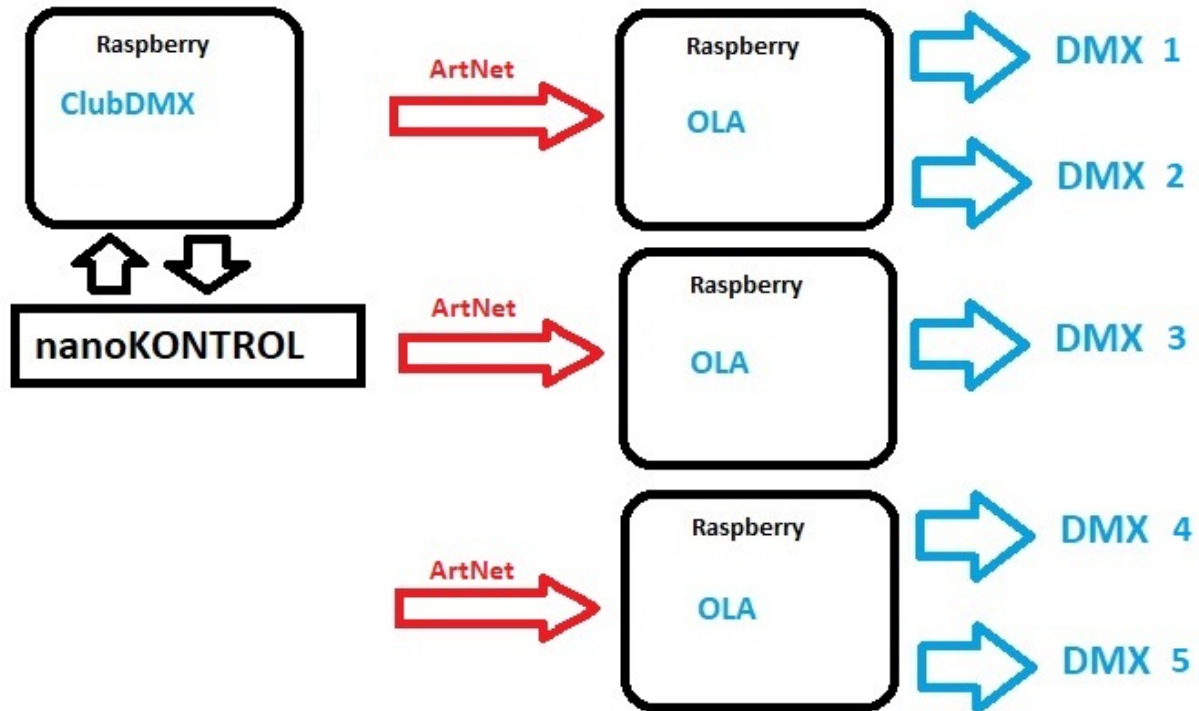 Raspberry
ClubDMX
nanoKONTROL
ArtNet
Raspberry
OLA
DMX 1
DMX 2
ArtNet
Raspberry
OLA
DMX 3
ArtNet
Raspberry
OLA
DMX 4
DMX 5